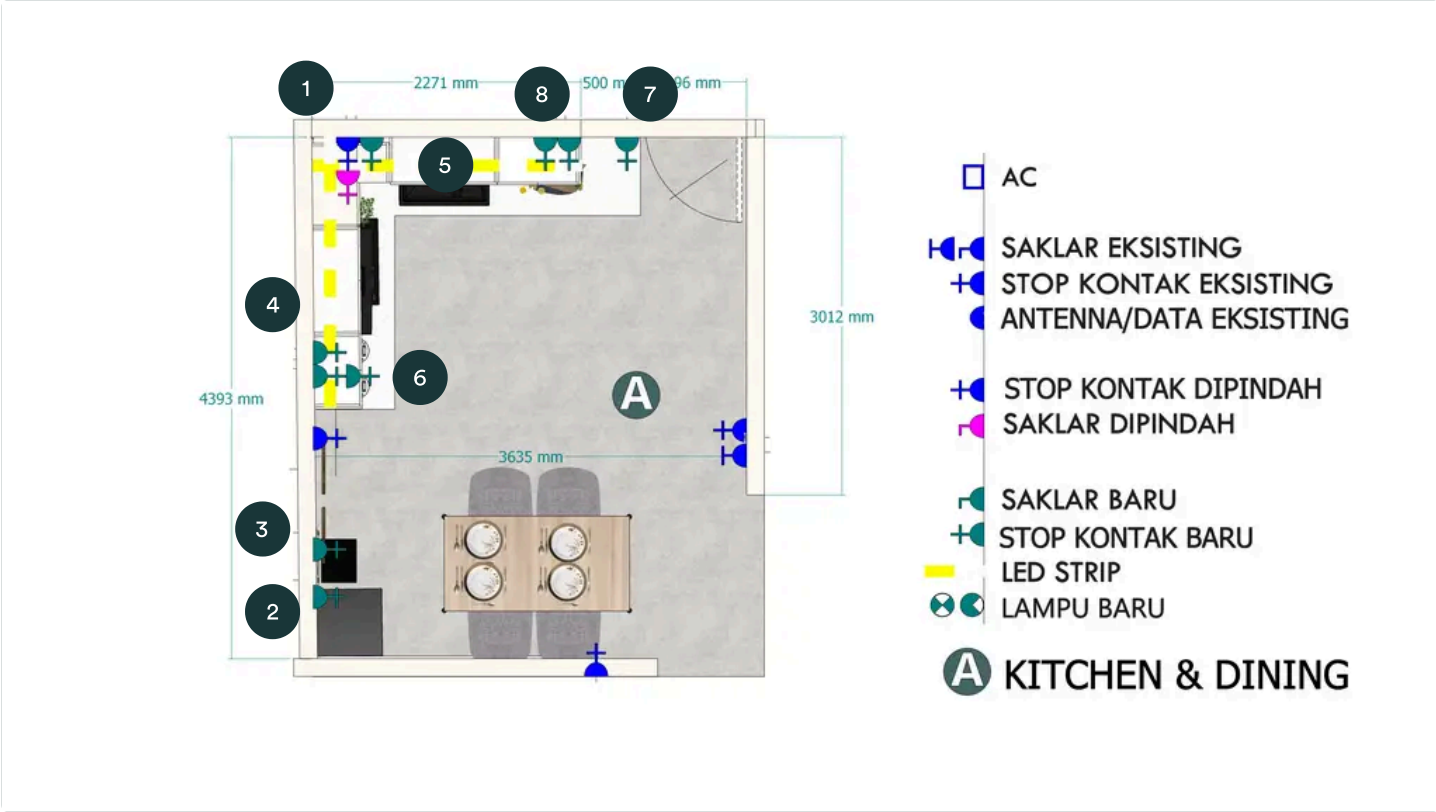 1
2271 mm
8
500 m
7
96 mm
5
4
3012 mm
6
4393 mm
A
3635 mm
3
2
AC
SAKLAR EKSISTING
STOP KONTAK EKSISTING
ANTENNA/DATA EKSISTING
STOP KONTAK DIPINDAH
SAKLAR DIPINDAH
SAKLAR BARU
STOP KONTAK BARU
LED STRIP
LAMPU BARU
A KITCHEN & DINING